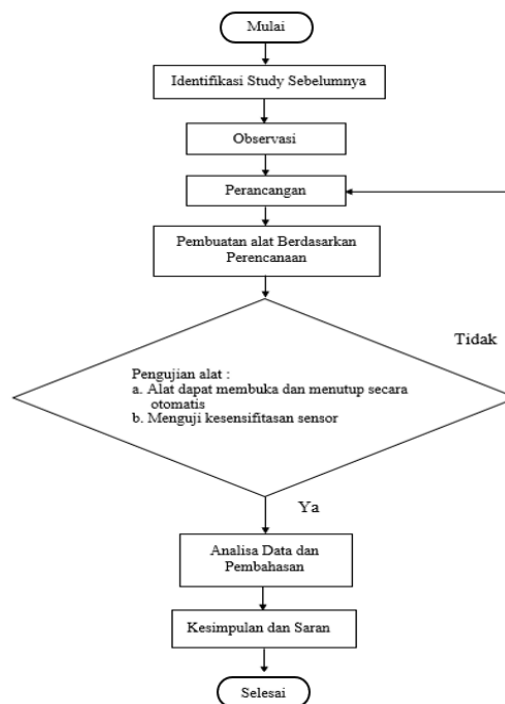 Mulai
Identifikasi Study Sebelumnya
Observasi
Perancangan
Pembuatan alat Berdasarkan
Perencanaan
Tidak
Pengujian alat :
a. Alat dapat membuka dan menutup secara
otomatis
b. Menguji kesensifitasan sensor
Ya
Analisa Data dan
Pembahasan
Kesimpulan dan Saran
Selesai